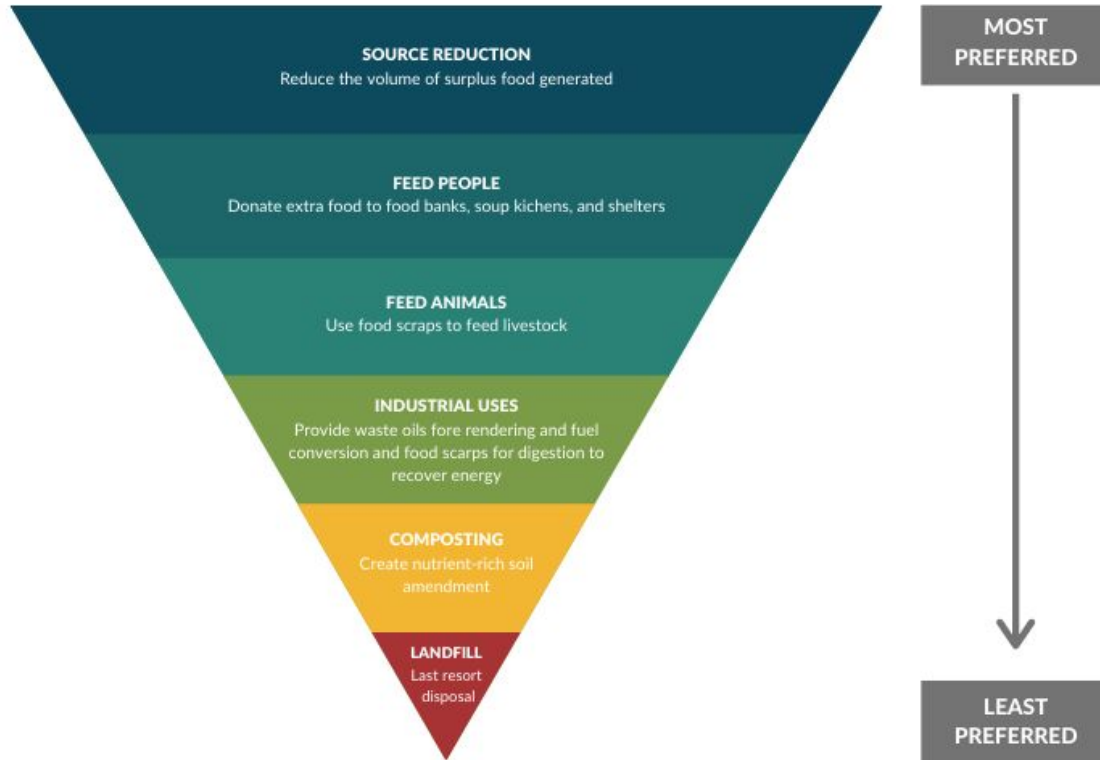 SOURCE REDUCTION
Reduce the volume of surplus food generated
FEED PEOPLE
Donate extra food to food banks, soup kichens, and shelters
FEED ANIMALS
Use food scraps to feed livestock
INDUSTRIAL USES
Provide waste oils fore rendering and fuel
conversion and food scarps for digestion to
recover energy
COMPOSTING
Create nutrient-rich soil
amendment
LANDFILL
Last resort
disposal
MOST
PREFERRED
LEAST
PREFERRED